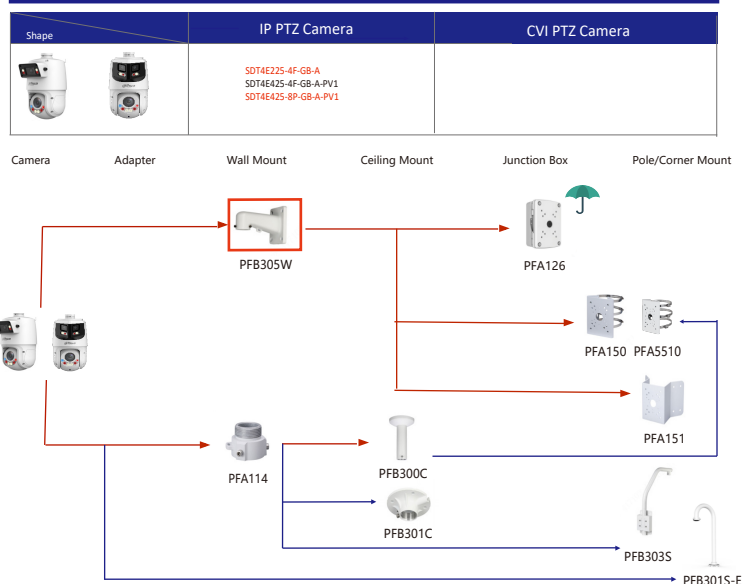 Shape
IP PTZ Camera
CVI PTZ Camera
SDT4E225-4F-GB-A
SDT4E425-4F-GB-A-PV1
SDT4E425-8P-GB-A-PV1
Camera
Adapter
Wall Mount
Ceiling Mount
Junction Box
Pole/Corner Mount
PFB305W
PFA126
PFA150
PFA5510
PFA151
PFA114
PFB300C
PFB301C
PFB303S
PFB301S-E